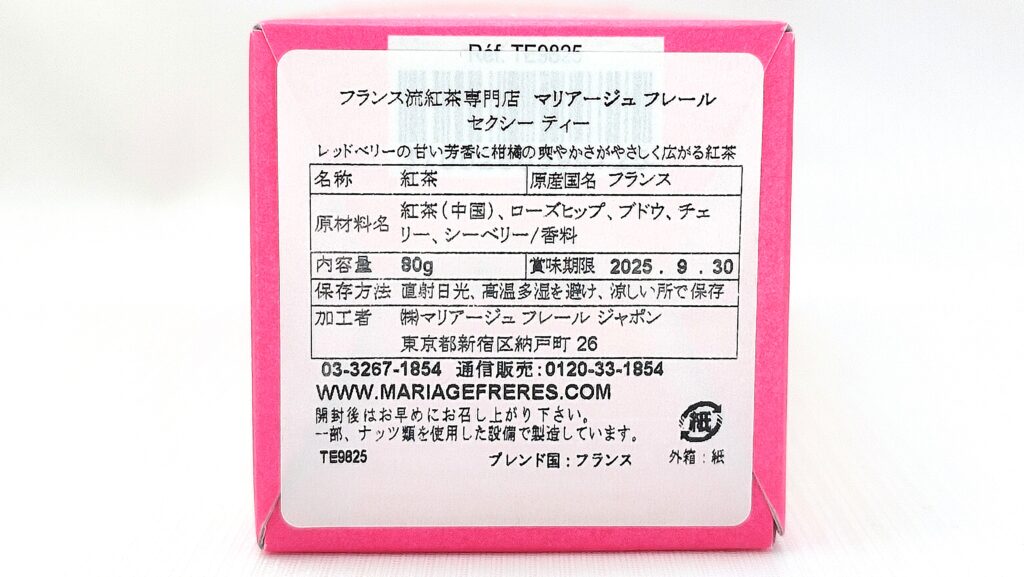 Réf. TE9825
フランス流紅茶専門店 マリアージュ フレール
セクシー ティー
レッドベリーの甘い芳香に柑橘の爽やかさがやさしく広がる紅茶
名称 紅茶 原産国名 フランス
原材料名 紅茶(中国)、ローズヒップ、ブドウ、チェ
リー、シーベリー/香料
内容量 80g 賞味期限 2025．9．30
保存方法 直射日光、高温多湿を避け、涼しい所で保存
加工者 ㈱マリアージュ フレール ジャポン
東京都新宿区納戸町 26
03-3267-1854 通信販売:0120-33-1854
WWW.MARIAGEFRERES.COM
開封後はお早めにお召し上がり下さい。
一部、ナッツ類を使用した設備で製造しています。
紙
TE9825 ブレンド国:フランス 外箱:紙